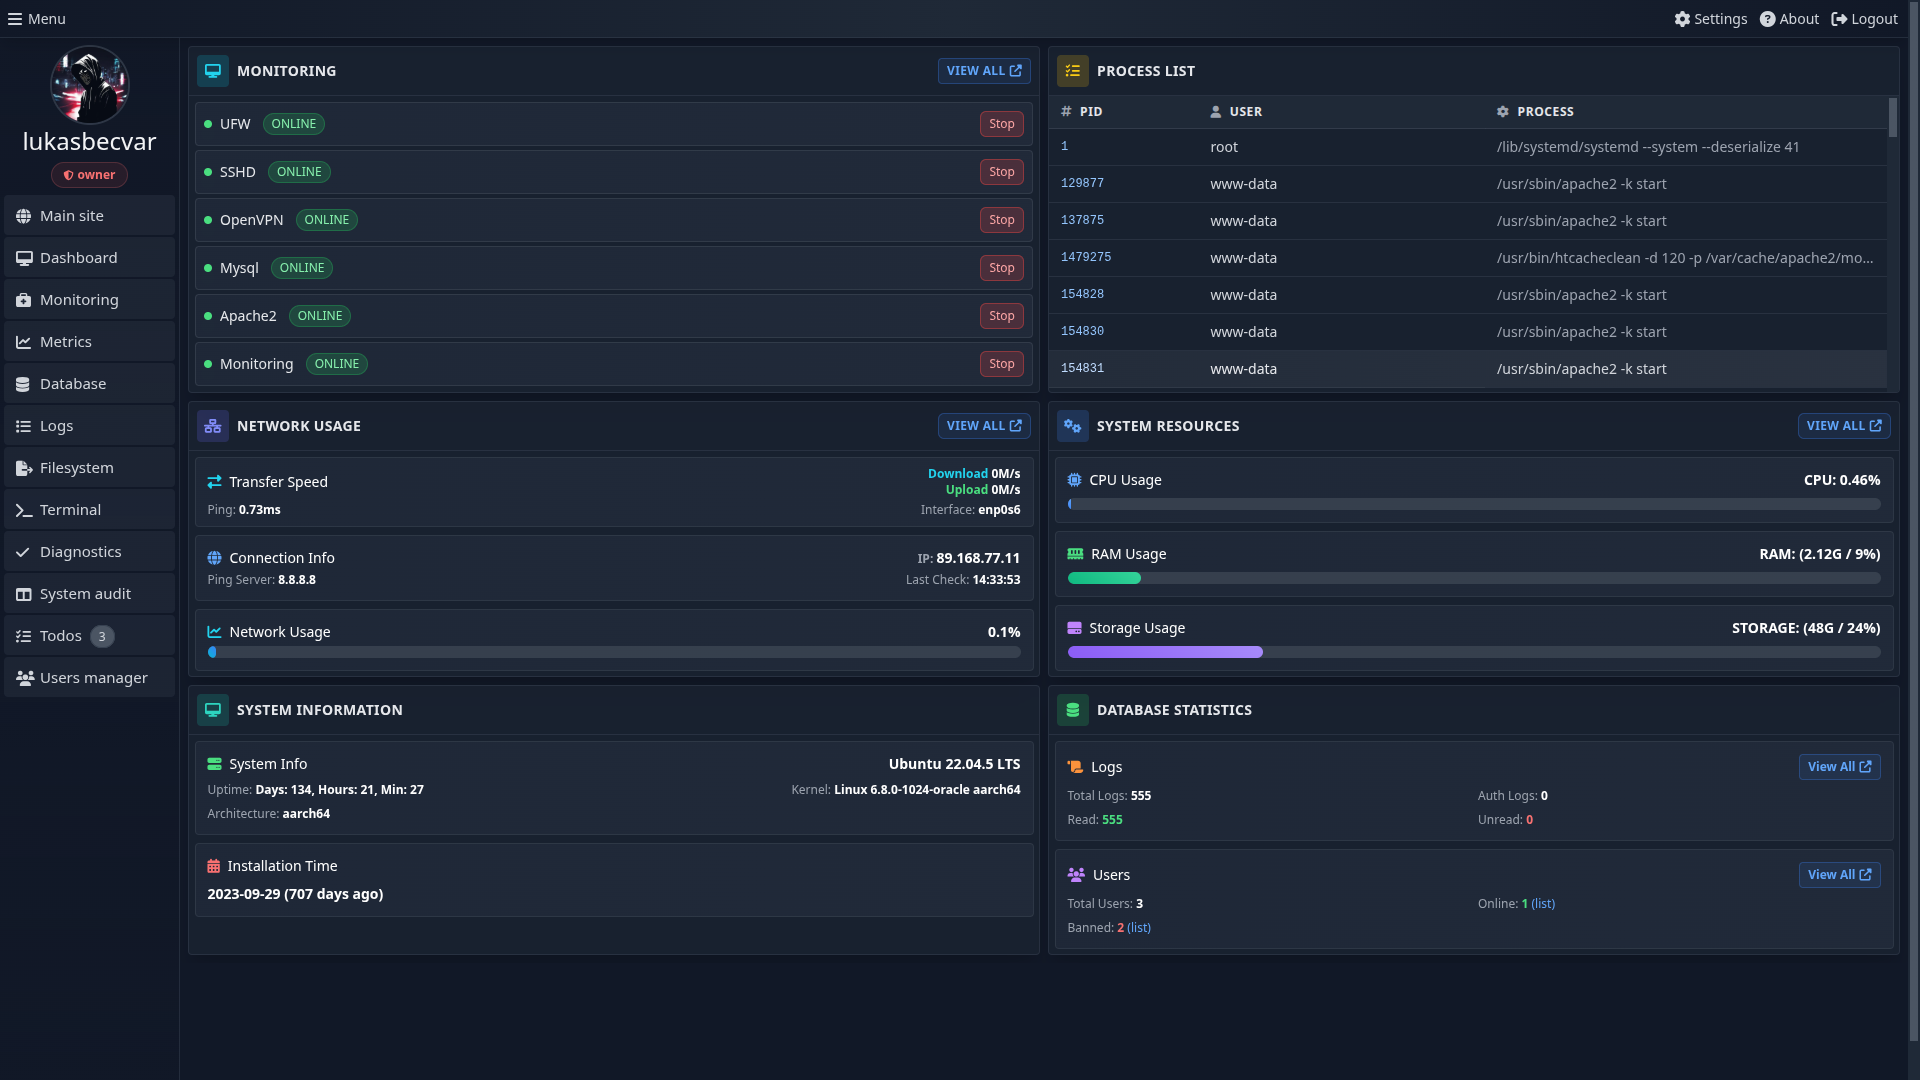 Menu
Settings
About
Logout
lukasbecvar
owner
Main site
Dashboard
Monitoring
Metrics
Database
Logs
Filesystem
Terminal
Diagnostics
System audit
Todos 3
Users manager
MONITORING
VIEW ALL
UFW ONLINE Stop
SSHD ONLINE Stop
OpenVPN ONLINE Stop
Mysql ONLINE Stop
Apache2 ONLINE Stop
Monitoring ONLINE Stop
PROCESS LIST
# PID USER PROCESS
1 root /lib/systemd/systemd --system --deserialize 41
129877 www-data /usr/sbin/apache2 -k start
137875 www-data /usr/sbin/apache2 -k start
1479275 www-data /usr/bin/htcacheclean -d 120 -p /var/cache/apache2/mo...
154828 www-data /usr/sbin/apache2 -k start
154830 www-data /usr/sbin/apache2 -k start
154831 www-data /usr/sbin/apache2 -k start
NETWORK USAGE
VIEW ALL
Transfer Speed
Download 0M/s
Upload 0M/s
Ping: 0.73ms
Interface: enp0s6
Connection Info
IP: 89.168.77.11
Ping Server: 8.8.8.8
Last Check: 14:33:53
Network Usage
0.1%
SYSTEM RESOURCES
VIEW ALL
CPU Usage
CPU: 0.46%
RAM Usage
RAM: (2.12G / 9%)
Storage Usage
STORAGE: (48G / 24%)
SYSTEM INFORMATION
System Info
Ubuntu 22.04.5 LTS
Uptime: Days: 134, Hours: 21, Min: 27
Kernel: Linux 6.8.0-1024-oracle aarch64
Architecture: aarch64
Installation Time
2023-09-29 (707 days ago)
DATABASE STATISTICS
Logs
View All
Total Logs: 555
Auth Logs: 0
Read: 555
Unread: 0
Users
View All
Total Users: 3
Online: 1 (list)
Banned: 2 (list)